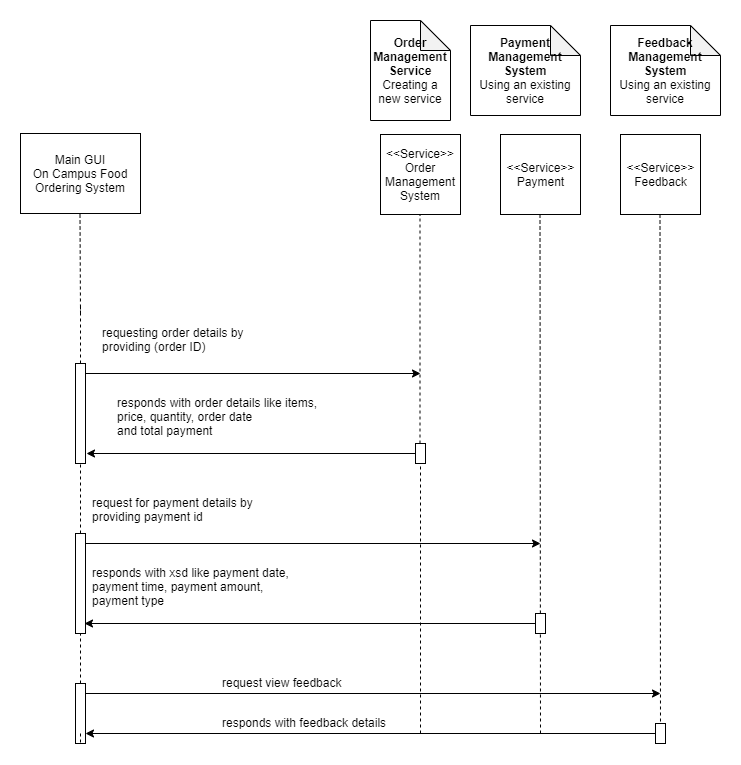 Order
Management
Service
Creating a
new service
Payment
Management
System
Using an existing
service
Feedback
Management
System
Using an existing
service
Main GUI
On Campus Food
Ordering System
<<Service>>
Order
Management
System
<<Service>>
Payment
<<Service>>
Feedback
requesting order details by
providing (order ID)
responds with order details like items,
price, quantity, order date
and total payment
request for payment details by
providing payment id
responds with xsd like payment date,
payment time, payment amount,
payment type
request view feedback
responds with feedback details